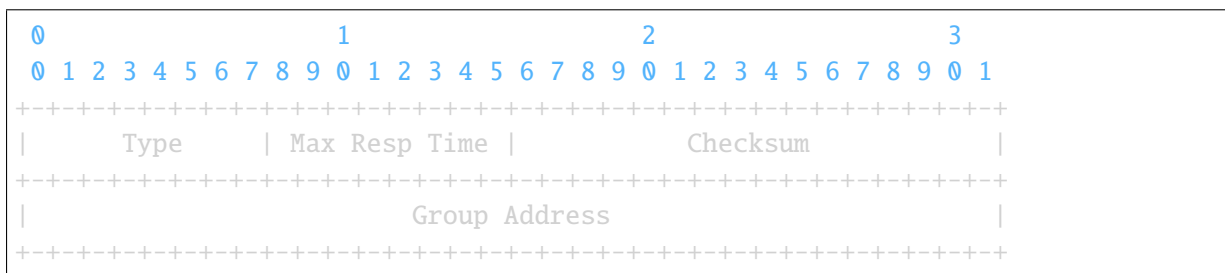 0                   1                   2                   3
0 1 2 3 4 5 6 7 8 9 0 1 2 3 4 5 6 7 8 9 0 1 2 3 4 5 6 7 8 9 0 1
+-+-+-+-+-+-+-+-+-+-+-+-+-+-+-+-+-+-+-+-+-+-+-+-+-+-+-+-+-+-+-+-+
|      Type     | Max Resp Time |           Checksum            |
+-+-+-+-+-+-+-+-+-+-+-+-+-+-+-+-+-+-+-+-+-+-+-+-+-+-+-+-+-+-+-+-+
|                         Group Address                         |
+-+-+-+-+-+-+-+-+-+-+-+-+-+-+-+-+-+-+-+-+-+-+-+-+-+-+-+-+-+-+-+-+